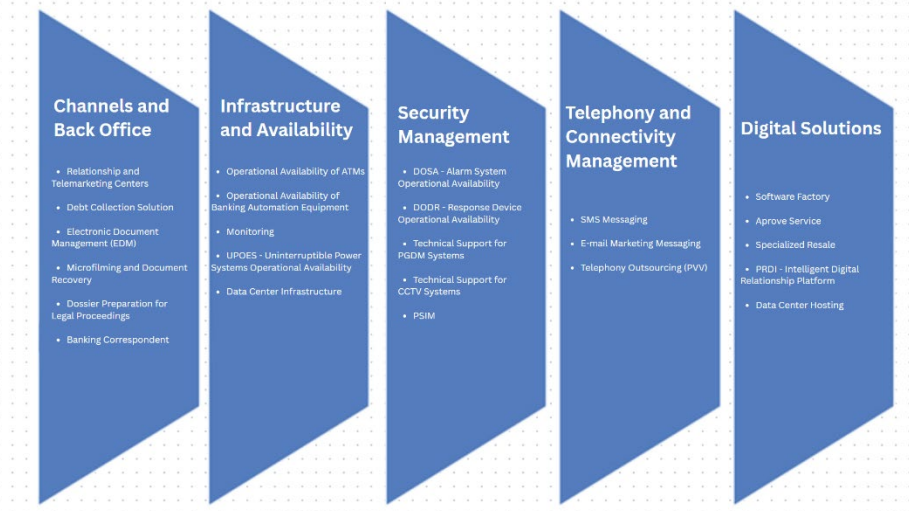 Channels and
Back Office
• Relationship and
Telemarketing Centers
• Debt Collection Solution
• Electronic Document
Management (EDM)
• Microfilming and Document
Recovery
• Dossier Preparation for
Legal Proceedings
• Banking Correspondent
Infrastructure
and Availability
• Operational Availability of ATMs
• Operational Availability of
Banking Automation Equipment
• Monitoring
• UPOES - Uninterruptible Power
Systems Operational Availability
• Data Center Infrastructure
Security
Management
• DOSA - Alarm System
Operational Availability
• DODR - Response Device
Operational Availability
• Technical Support for
PGDM Systems
• Technical Support for
CCTV Systems
• PSIM
Telephony and
Connectivity
Management
• SMS Messaging
• E-mail Marketing Messaging
• Telephony Outsourcing (PVV)
Digital Solutions
• Software Factory
• Aprove Service
• Specialized Resale
• PRDI - Intelligent Digital
Relationship Platform
• Data Center Hosting